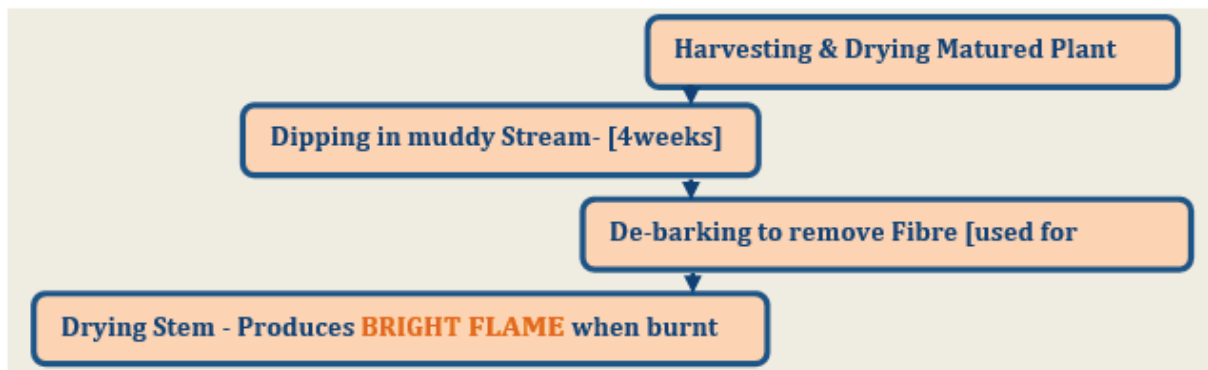 Harvesting & Drying Matured Plant
Dipping in muddy Stream- [4weeks]
De-barking to remove Fibre [used for
Drying Stem - Produces BRIGHT FLAME when burnt